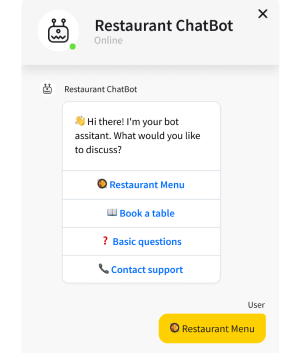 Restaurant ChatBot
Online
Restaurant ChatBot
👋 Hi there! I'm your bot
assitant. What would you like
to discuss?
🥘 Restaurant Menu
📖 Book a table
❓ Basic questions
📞 Contact support
User
🥘 Restaurant Menu